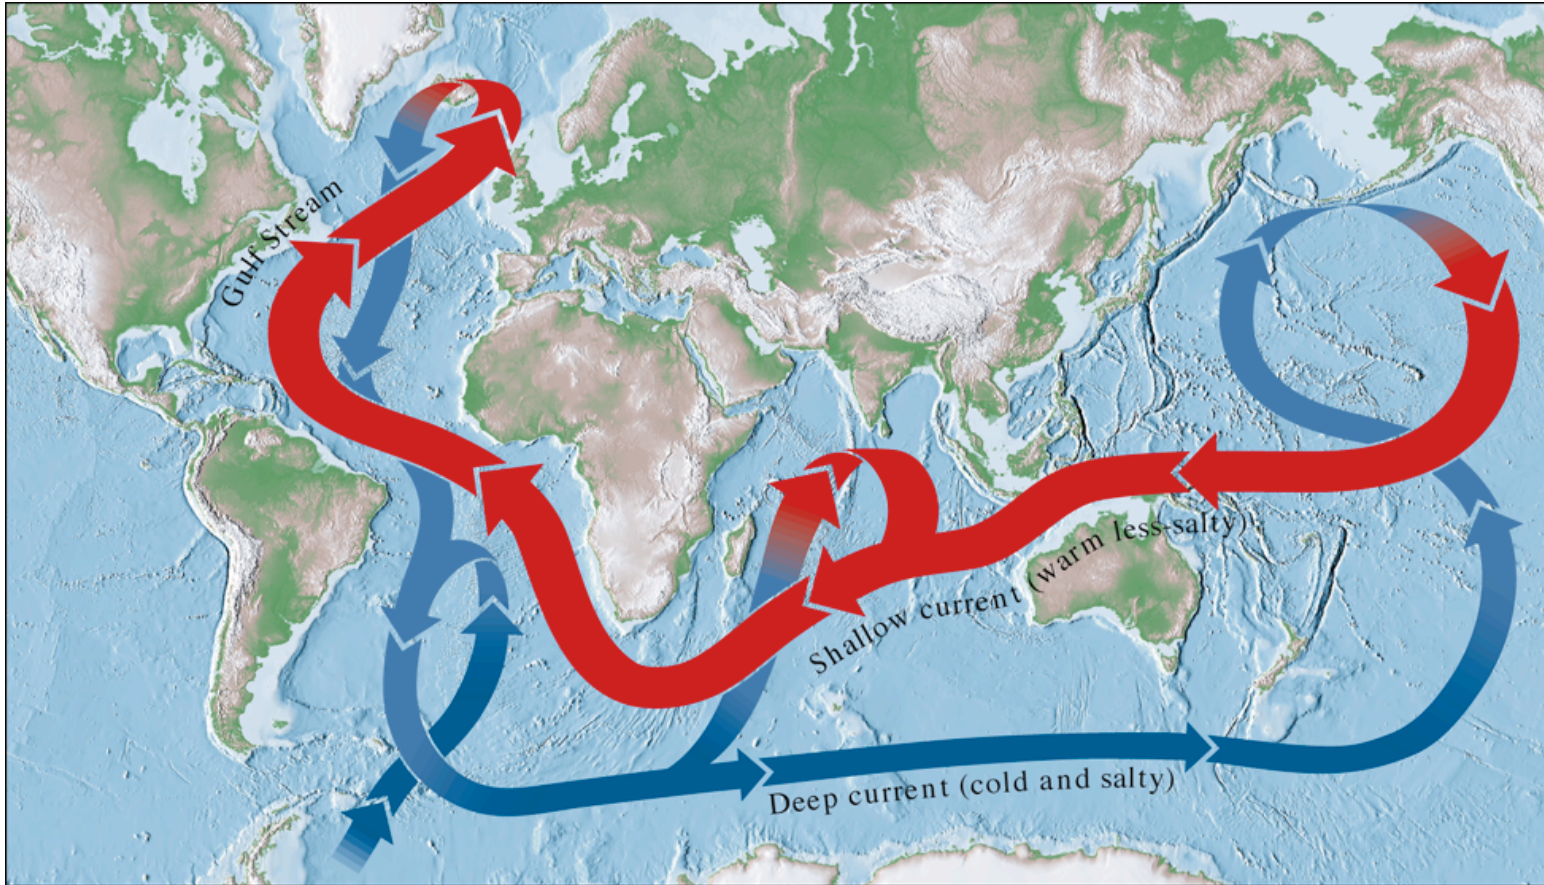 Gulf Stream
Shallow current (warm less-salty)
Deep current (cold and salty)